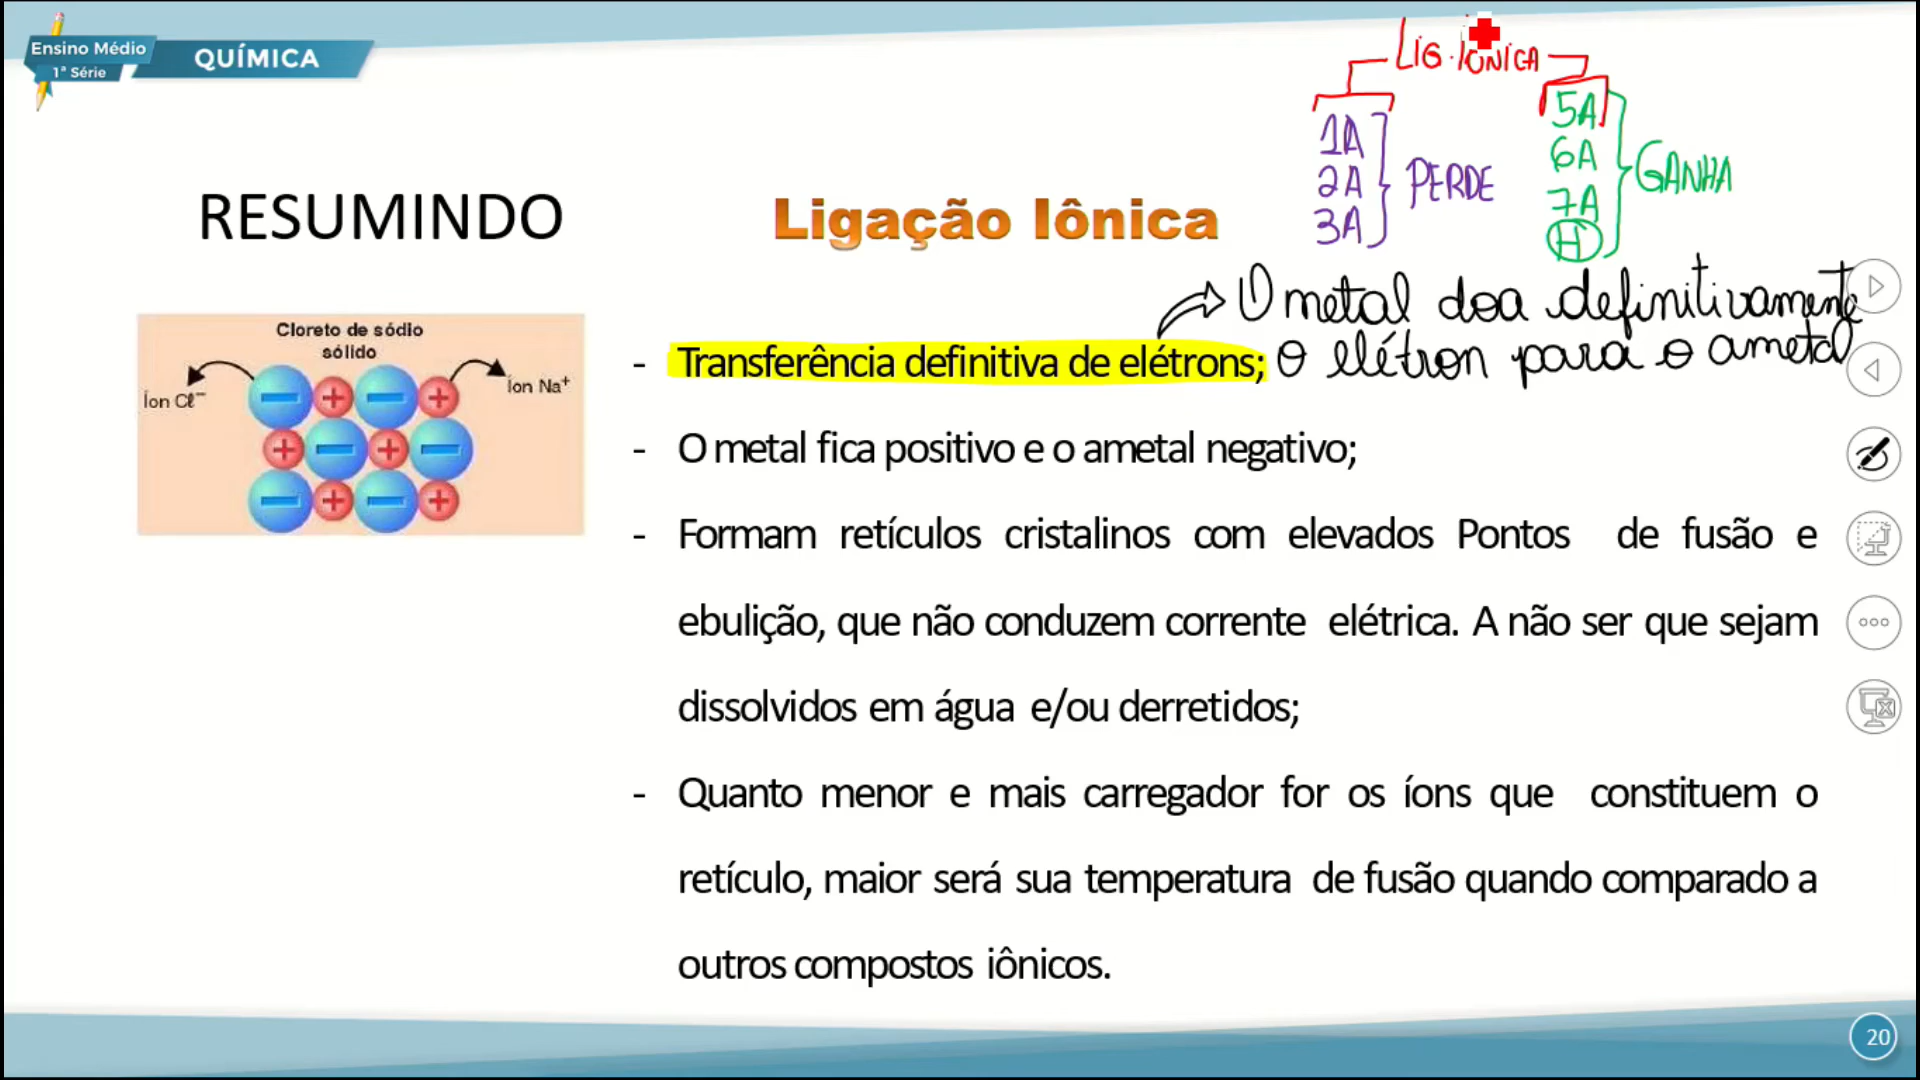 Ensino Médio
1ª Série
QUÍMICA
LIG. IÔNICA
1A
2A
3A
PERDE
5A
6A
7A
H
GANHA
RESUMINDO
Ligação Iônica
O metal doa definitivamente
o elétron para o ametal
Cloreto de sódio
sólido
Íon Cℓ⁻
Íon Na⁺
- Transferência definitiva de elétrons;
- O metal fica positivo e o ametal negativo;
- Formam retículos cristalinos com elevados Pontos de fusão e
ebulição, que não conduzem corrente elétrica. A não ser que sejam
dissolvidos em água e/ou derretidos;
- Quanto menor e mais carregador for os íons que constituem o
retículo, maior será sua temperatura de fusão quando comparado a
outros compostos iônicos.
20